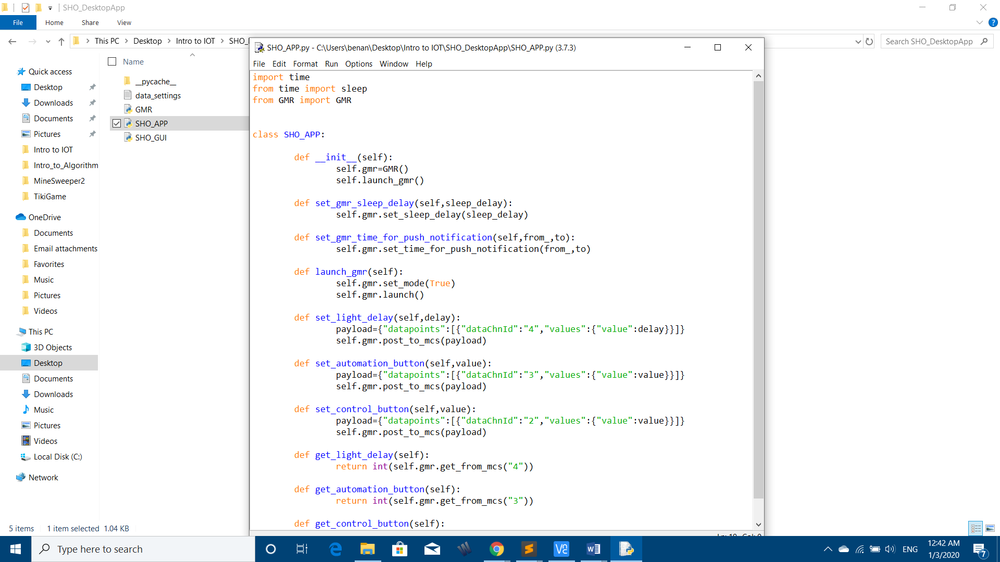 SHO_DesktopApp
File Home Share View
This PC Desktop Intro to IOT SHO_
Search SHO_DesktopApp
Quick access
Desktop
Downloads
Documents
Pictures
Intro to IOT
Intro_to_Algorithm
MineSweeper2
TikiGame
OneDrive
Documents
Email attachments
Favorites
Music
Pictures
Videos
This PC
3D Objects
Desktop
Documents
Downloads
Music
Pictures
Videos
Local Disk (C:)
Network
Name
__pycache__
data_settings
GMR
SHO_APP
SHO_GUI
5 items 1 item selected 1.04 KB
SHO_APP.py - C:\Users\benan\Desktop\Intro to IOT\SHO_DesktopApp\SHO_APP.py (3.7.3)
File Edit Format Run Options Window Help
import time
from time import sleep
from GMR import GMR
class SHO_APP:
def __init__(self):
self.gmr=GMR()
self.launch_gmr()
def set_gmr_sleep_delay(self,sleep_delay):
self.gmr.set_sleep_delay(sleep_delay)
def set_gmr_time_for_push_notification(self,from_,to):
self.gmr.set_time_for_push_notification(from_,to)
def launch_gmr(self):
self.gmr.set_mode(True)
self.gmr.launch()
def set_light_delay(self,delay):
payload={"datapoints":[{"dataChnId":"4","values":{"value":delay}}]}
self.gmr.post_to_mcs(payload)
def set_automation_button(self,value):
payload={"datapoints":[{"dataChnId":"3","values":{"value":value}}]}
self.gmr.post_to_mcs(payload)
def set_control_button(self,value):
payload={"datapoints":[{"dataChnId":"2","values":{"value":value}}]}
self.gmr.post_to_mcs(payload)
def get_light_delay(self):
return int(self.gmr.get_from_mcs("4"))
def get_automation_button(self):
return int(self.gmr.get_from_mcs("3"))
def get_control_button(self):
Type here to search
ENG
12:42 AM
1/3/2020
7